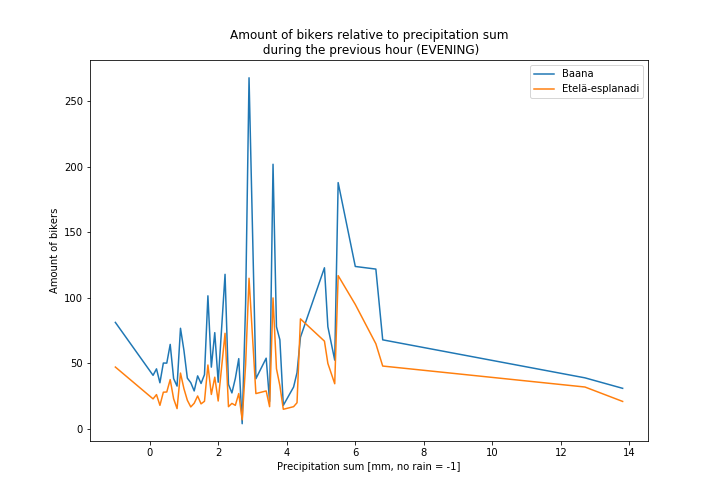 Amount of bikers relative to precipitation sum
during the previous hour (EVENING)
Baana
Etelä-esplanadi
Amount of bikers
250
200
150
100
50
0
0 2 4 6 8 10 12 14
Precipitation sum [mm, no rain = -1]